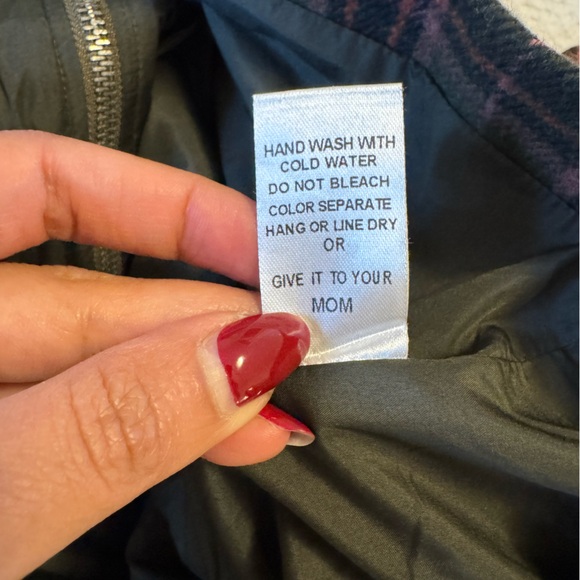 HAND WASH WITH
COLD WATER
DO NOT BLEACH
COLOR SEPARATE
HANG OR LINE DRY
OR
GIVE IT TO YOUR
MOM